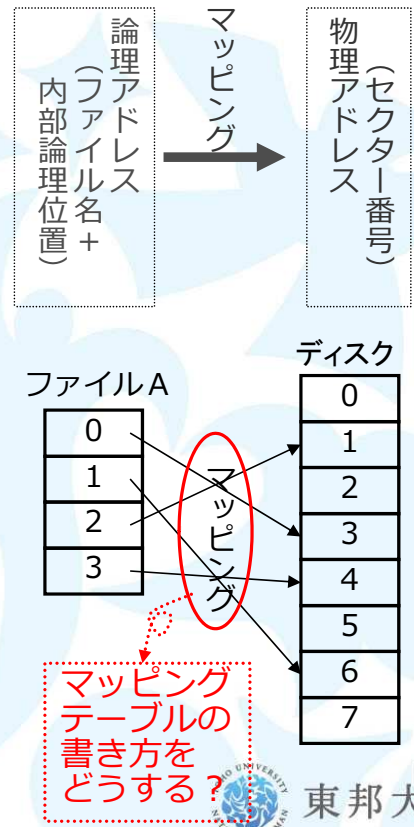 論理アドレス
(ファイル名+
内部論理位置)
マッピング
物理アドレス
(セクター番号)
ファイルA
0
1
2
3
マッピング
ディスク
0
1
2
3
4
5
6
7
マッピング
テーブルの
書き方を
どうする?
東邦大